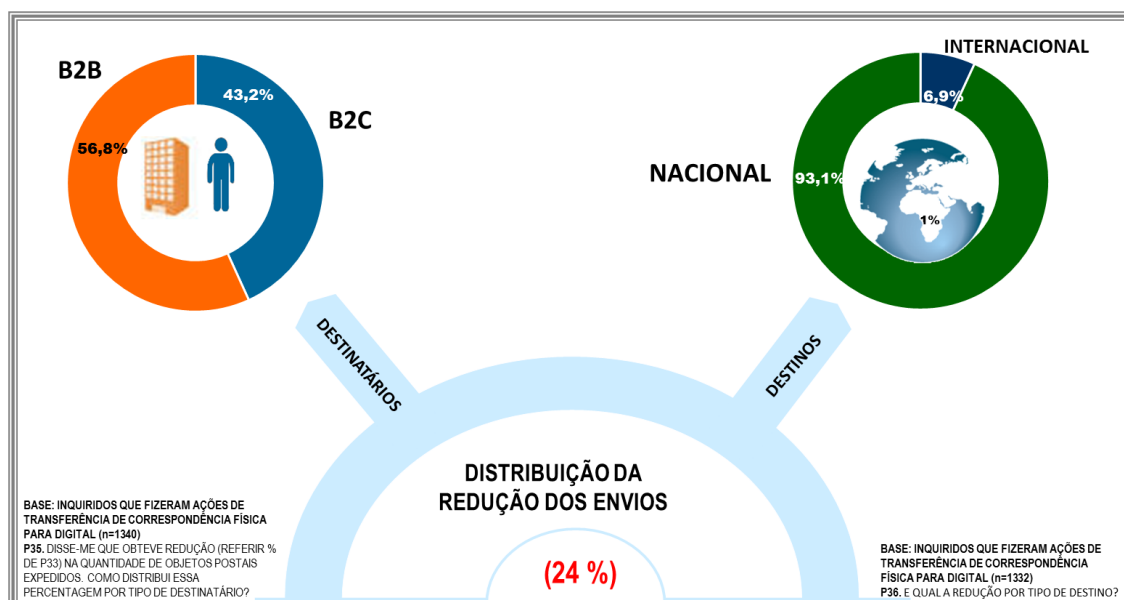 B2B
43,2%
B2C
56,8%
INTERNACIONAL
6,9%
NACIONAL
93,1%
1%
DESTINATÁRIOS
DESTINOS
DISTRIBUIÇÃO DA
REDUÇÃO DOS ENVIOS
(24 %)
BASE: INQUIRIDOS QUE FIZERAM AÇÕES DE
TRANSFERÊNCIA DE CORRESPONDÊNCIA FÍSICA
PARA DIGITAL (n=1340)
P35. DISSE-ME QUE OBTEVE REDUÇÃO (REFERIR %
DE P33) NA QUANTIDADE DE OBJETOS POSTAIS
EXPEDIDOS. COMO DISTRIBUI ESSA
PERCENTAGEM POR TIPO DE DESTINATÁRIO?
BASE: INQUIRIDOS QUE FIZERAM AÇÕES DE
TRANSFERÊNCIA DE CORRESPONDÊNCIA
FÍSICA PARA DIGITAL (n=1332)
P36. E QUAL A REDUÇÃO POR TIPO DE DESTINO?